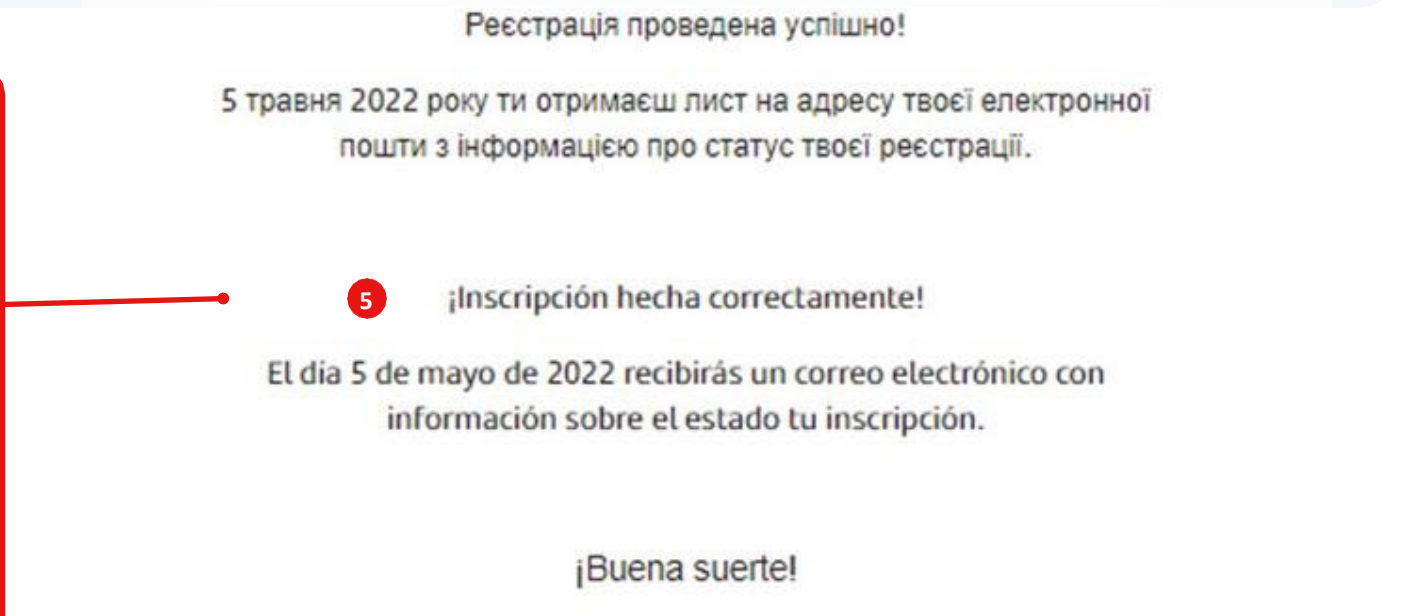 Реєстрація проведена успішно!
5 травня 2022 року ти отримаєш лист на адресу твоєї електронної
пошти з інформацією про статус твоєї реєстрації.
5
¡Inscripción hecha correctamente!
El día 5 de mayo de 2022 recibirás un correo electrónico con
información sobre el estado tu inscripción.
¡Buena suerte!